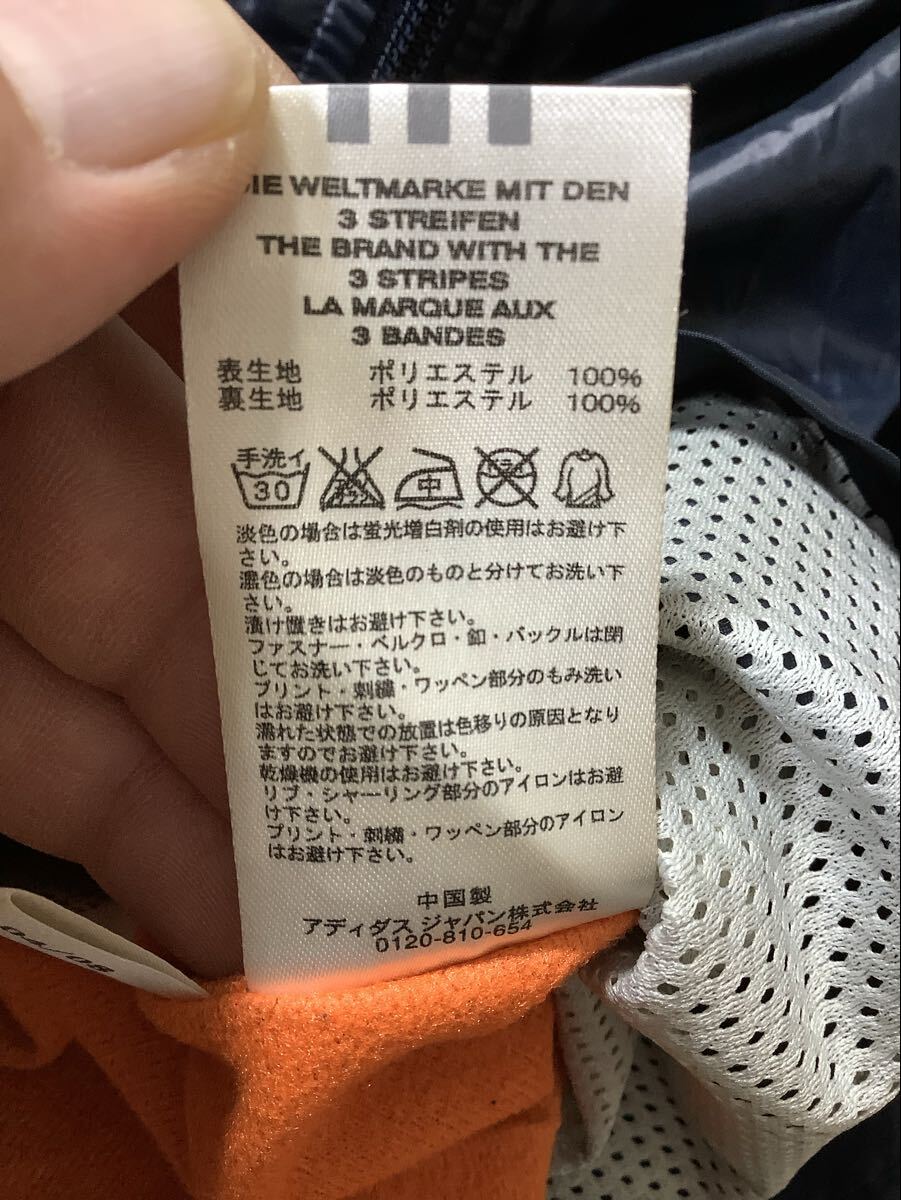 IE WELTMARKE MIT DEN
3 STREIFEN
THE BRAND WITH THE
3 STRIPES
LA MARQUE AUX
3 BANDES
表生地 ポリエステル 100%
裏生地 ポリエステル 100%
手洗イ
30 中
淡色の場合は蛍光増白剤の使用はお避け下
さい。
濃色の場合は淡色のものと分けてお洗い下
さい。
漬け置きはお避け下さい。
ファスナー・ベルクロ・釦・バックルは閉
じてお洗い下さい。
プリント・刺繍・ワッペン部分のもみ洗い
はお避け下さい。
濡れた状態での放置は色移りの原因となり
ますのでお避け下さい。
乾燥機の使用はお避け下さい。
リブ・シャーリング部分のアイロンはお避
け下さい。
プリント・刺繍・ワッペン部分のアイロン
はお避け下さい。
中国製
アディダス ジャパン株式会社
0120-810-654
04/08